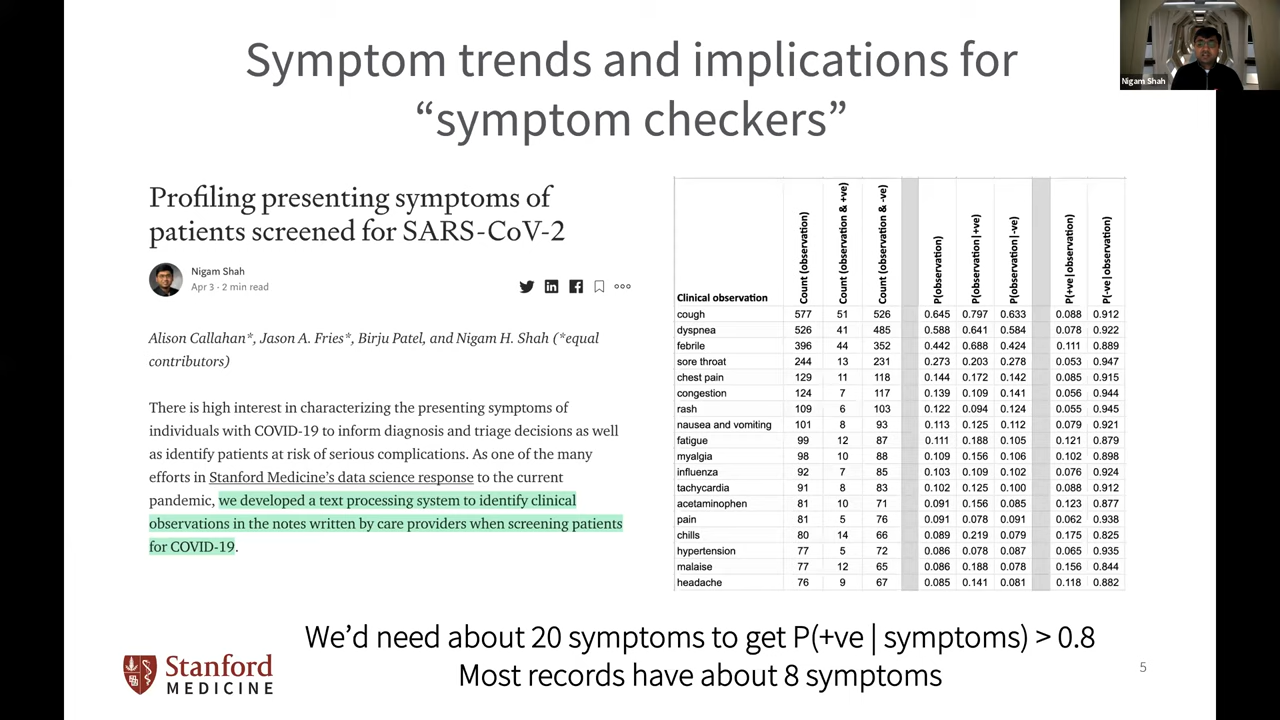 Symptom trends and implications for
“symptom checkers”
Nigam Shah
Profiling presenting symptoms of
patients screened for SARS-CoV-2
Nigam Shah
Apr 3 · 2 min read
Alison Callahan*, Jason A. Fries*, Birju Patel, and Nigam H. Shah (*equal
contributors)
There is high interest in characterizing the presenting symptoms of
individuals with COVID-19 to inform diagnosis and triage decisions as well
as identify patients at risk of serious complications. As one of the many
efforts in Stanford Medicine’s data science response to the current
pandemic, we developed a text processing system to identify clinical
observations in the notes written by care providers when screening patients
for COVID-19.
Clinical observation Count (observation) Count (observation & +ve) Count (observation & -ve) P(observation) P(observation|+ve) P(observation|-ve) P(+ve|observation) P(-ve|observation)
cough 577 51 526 0.645 0.797 0.633 0.088 0.912
dyspnea 526 41 485 0.588 0.641 0.584 0.078 0.922
febrile 396 44 352 0.442 0.688 0.424 0.111 0.889
sore throat 244 13 231 0.273 0.203 0.278 0.053 0.947
chest pain 129 11 118 0.144 0.172 0.142 0.085 0.915
congestion 124 7 117 0.139 0.109 0.141 0.056 0.944
rash 109 6 103 0.122 0.094 0.124 0.055 0.945
nausea and vomiting 101 8 93 0.113 0.125 0.112 0.079 0.921
fatigue 99 12 87 0.111 0.188 0.105 0.121 0.879
myalgia 98 10 88 0.109 0.156 0.106 0.102 0.898
influenza 92 7 85 0.103 0.109 0.102 0.076 0.924
tachycardia 91 8 83 0.102 0.125 0.100 0.088 0.912
acetaminophen 81 10 71 0.091 0.156 0.085 0.123 0.877
pain 81 5 76 0.091 0.078 0.091 0.062 0.938
chills 80 14 66 0.089 0.219 0.079 0.175 0.825
hypertension 77 5 72 0.086 0.078 0.087 0.065 0.935
malaise 77 12 65 0.086 0.188 0.078 0.156 0.844
headache 76 9 67 0.085 0.141 0.081 0.118 0.882
We’d need about 20 symptoms to get P(+ve | symptoms) > 0.8
Most records have about 8 symptoms
Stanford
MEDICINE
5